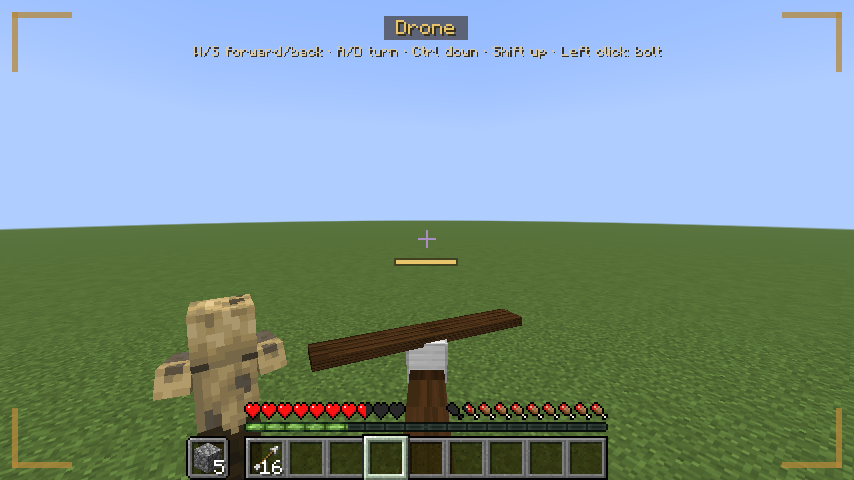 Drone
W/S forward/back · A/D turn · Ctrl down · Shift up · Left click: bolt
5
16